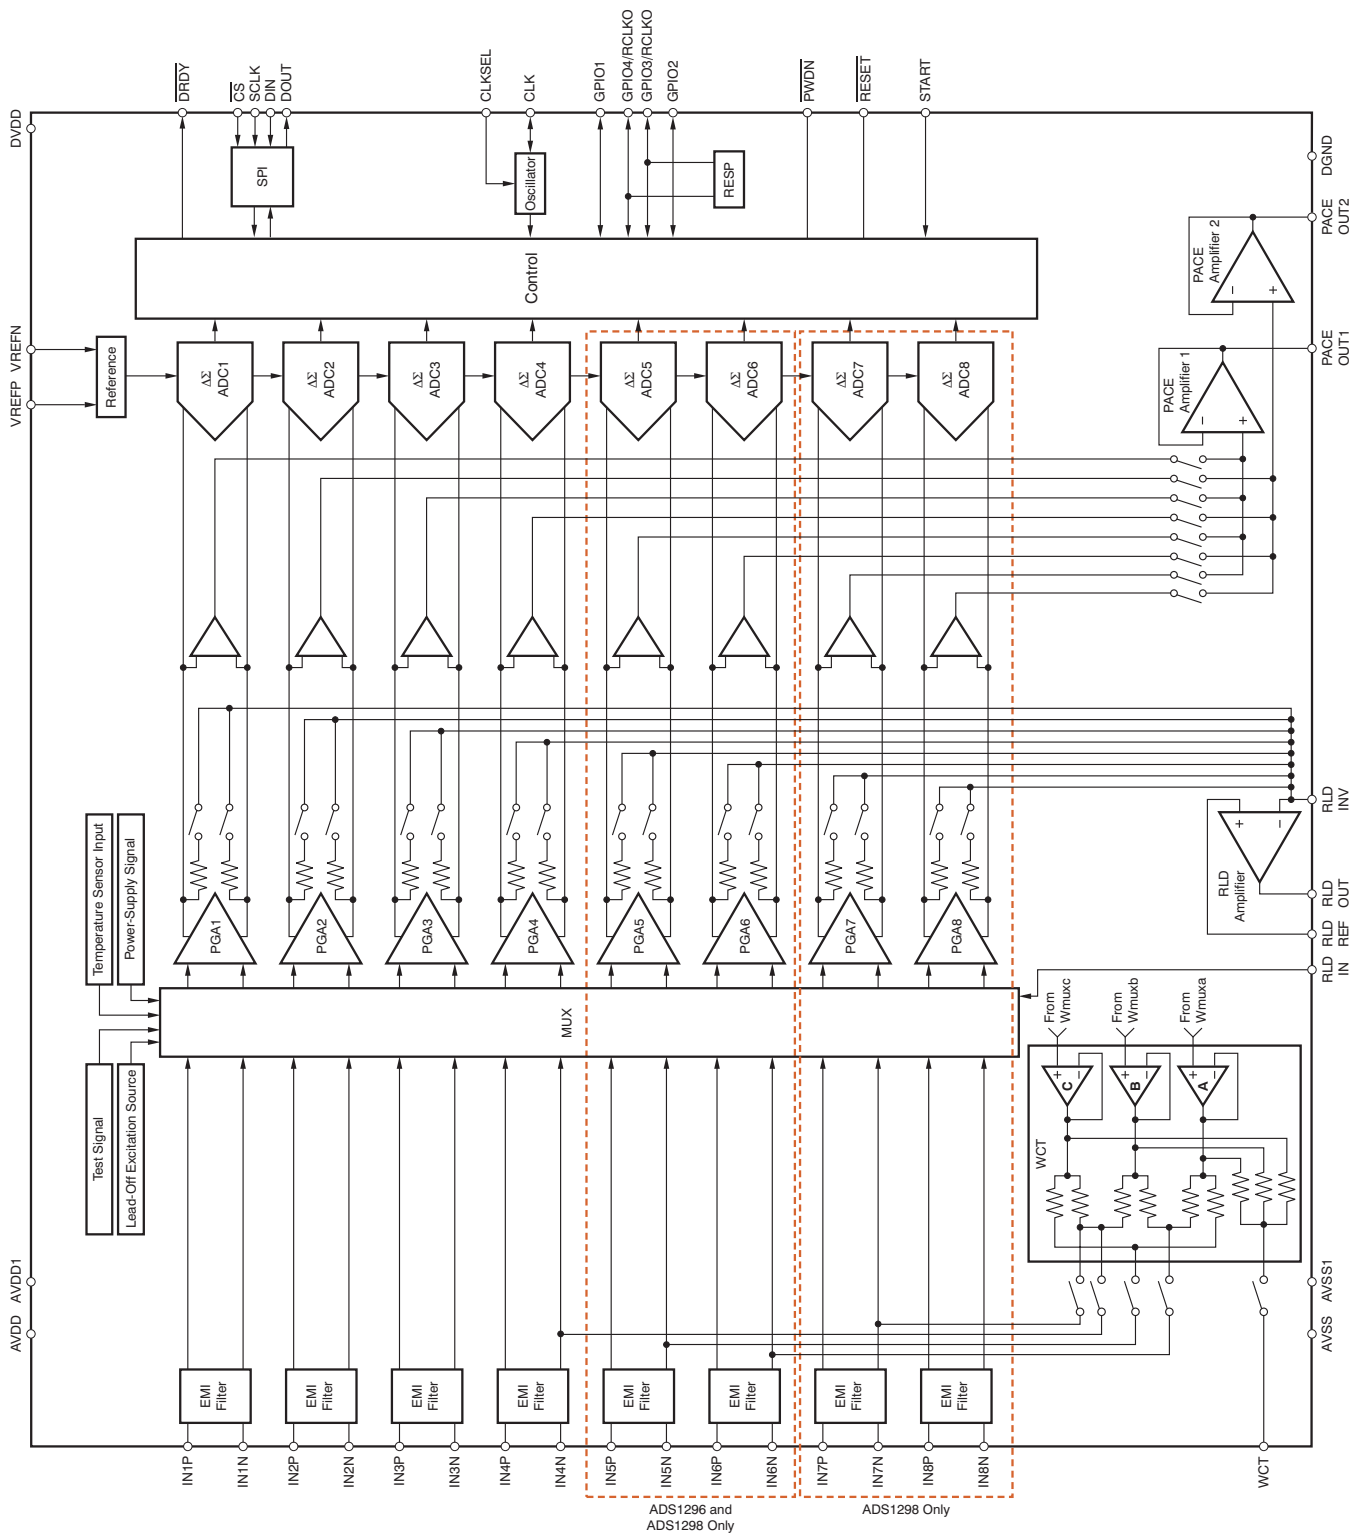 DRDY
CS
SCLK
DIN
DOUT
CLKSEL
CLK
GPIO1
GPIO4/RCLKO
GPIO3/RCLKO
GPIO2
PWDN
RESET
START
DVDD
DGND
SPI
Oscillator
RESP
Control
VREFP
VREFN
Reference
ΔΣ
ADC1
ΔΣ
ADC2
ΔΣ
ADC3
ΔΣ
ADC4
ΔΣ
ADC5
ΔΣ
ADC6
ΔΣ
ADC7
ΔΣ
ADC8
PACE
Amplifier 2
−
+
PACE
OUT2
PACE
Amplifier 1
−
+
PACE
OUT1
Temperature Sensor Input
Power-Supply Signal
PGA1
PGA2
PGA3
PGA4
PGA5
PGA6
PGA7
PGA8
+
−
RLD
Amplifier
RLD
INV
RLD
OUT
RLD
REF
RLD
IN
MUX
Test Signal
Lead-Off Excitation Source
From
Wmuxc
From
Wmuxb
From
Wmuxa
+
−
C
+
−
B
+
−
A
WCT
AVDD1
AVDD
AVSS1
AVSS
EMI
Filter
EMI
Filter
EMI
Filter
EMI
Filter
EMI
Filter
EMI
Filter
EMI
Filter
EMI
Filter
IN1P
IN1N
IN2P
IN2N
IN3P
IN3N
IN4P
IN4N
IN5P
IN5N
IN6P
IN6N
IN7P
IN7N
IN8P
IN8N
WCT
ADS1296 and
ADS1298 Only
ADS1298 Only